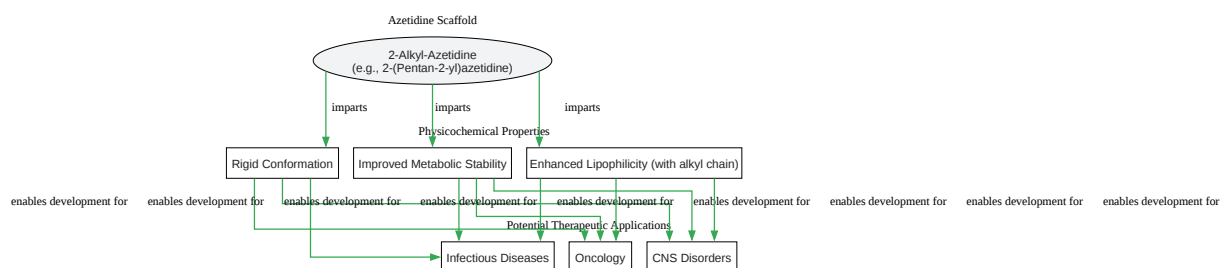 Azetidine Scaffold
2-Alkyl-Azetidine
(e.g., 2-(Pentan-2-yl)azetidine)
imparts
imparts
imparts
Physicochemical Properties
Rigid Conformation
Improved Metabolic Stability
Enhanced Lipophilicity (with alkyl chain)
enables development for
enables development for
enables development for
enables development for
enables development for
enables development for
enables development for
enables development for
enables development for
Potential Therapeutic Applications
Infectious Diseases
Oncology
CNS Disorders